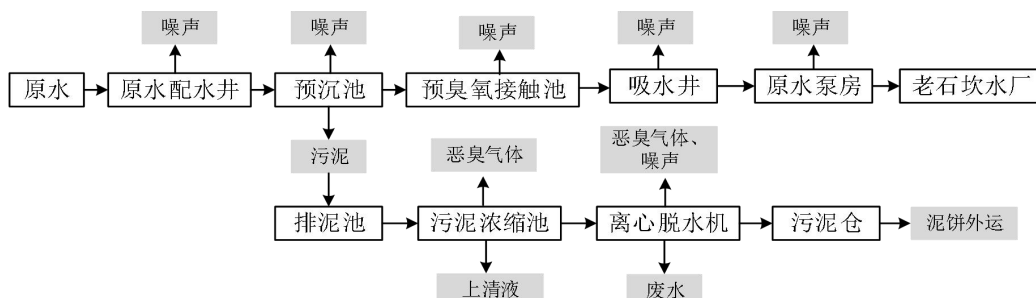 噪声
噪声
噪声
噪声
噪声
原水
原水配水井
预沉池
预臭氧接触池
吸水井
原水泵房
老石坎水厂
污泥
恶臭气体
恶臭气体、
噪声
排泥池
污泥浓缩池
离心脱水机
污泥仓
泥饼外运
上清液
废水